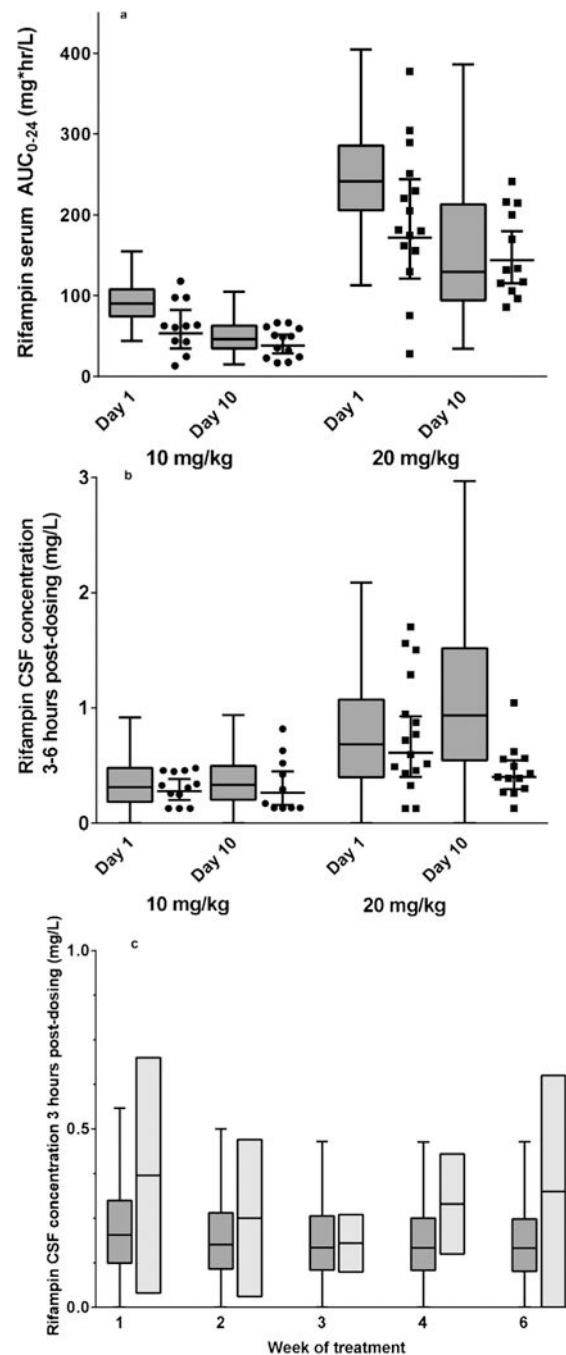 a
Rifampin serum AUC0-24 (mg*hr/L)
400
300
200
100
0
Day 1
Day 10
Day 1
Day 10
10 mg/kg
20 mg/kg
b
Rifampin CSF concentration
3-6 hours post-dosing (mg/L)
3
2
1
0
Day 1
Day 10
Day 1
Day 10
10 mg/kg
20 mg/kg
c
Rifampin CSF concentration 3 hours post-dosing (mg/L)
1.0
0.5
0.0
1
2
3
4
6
Week of treatment